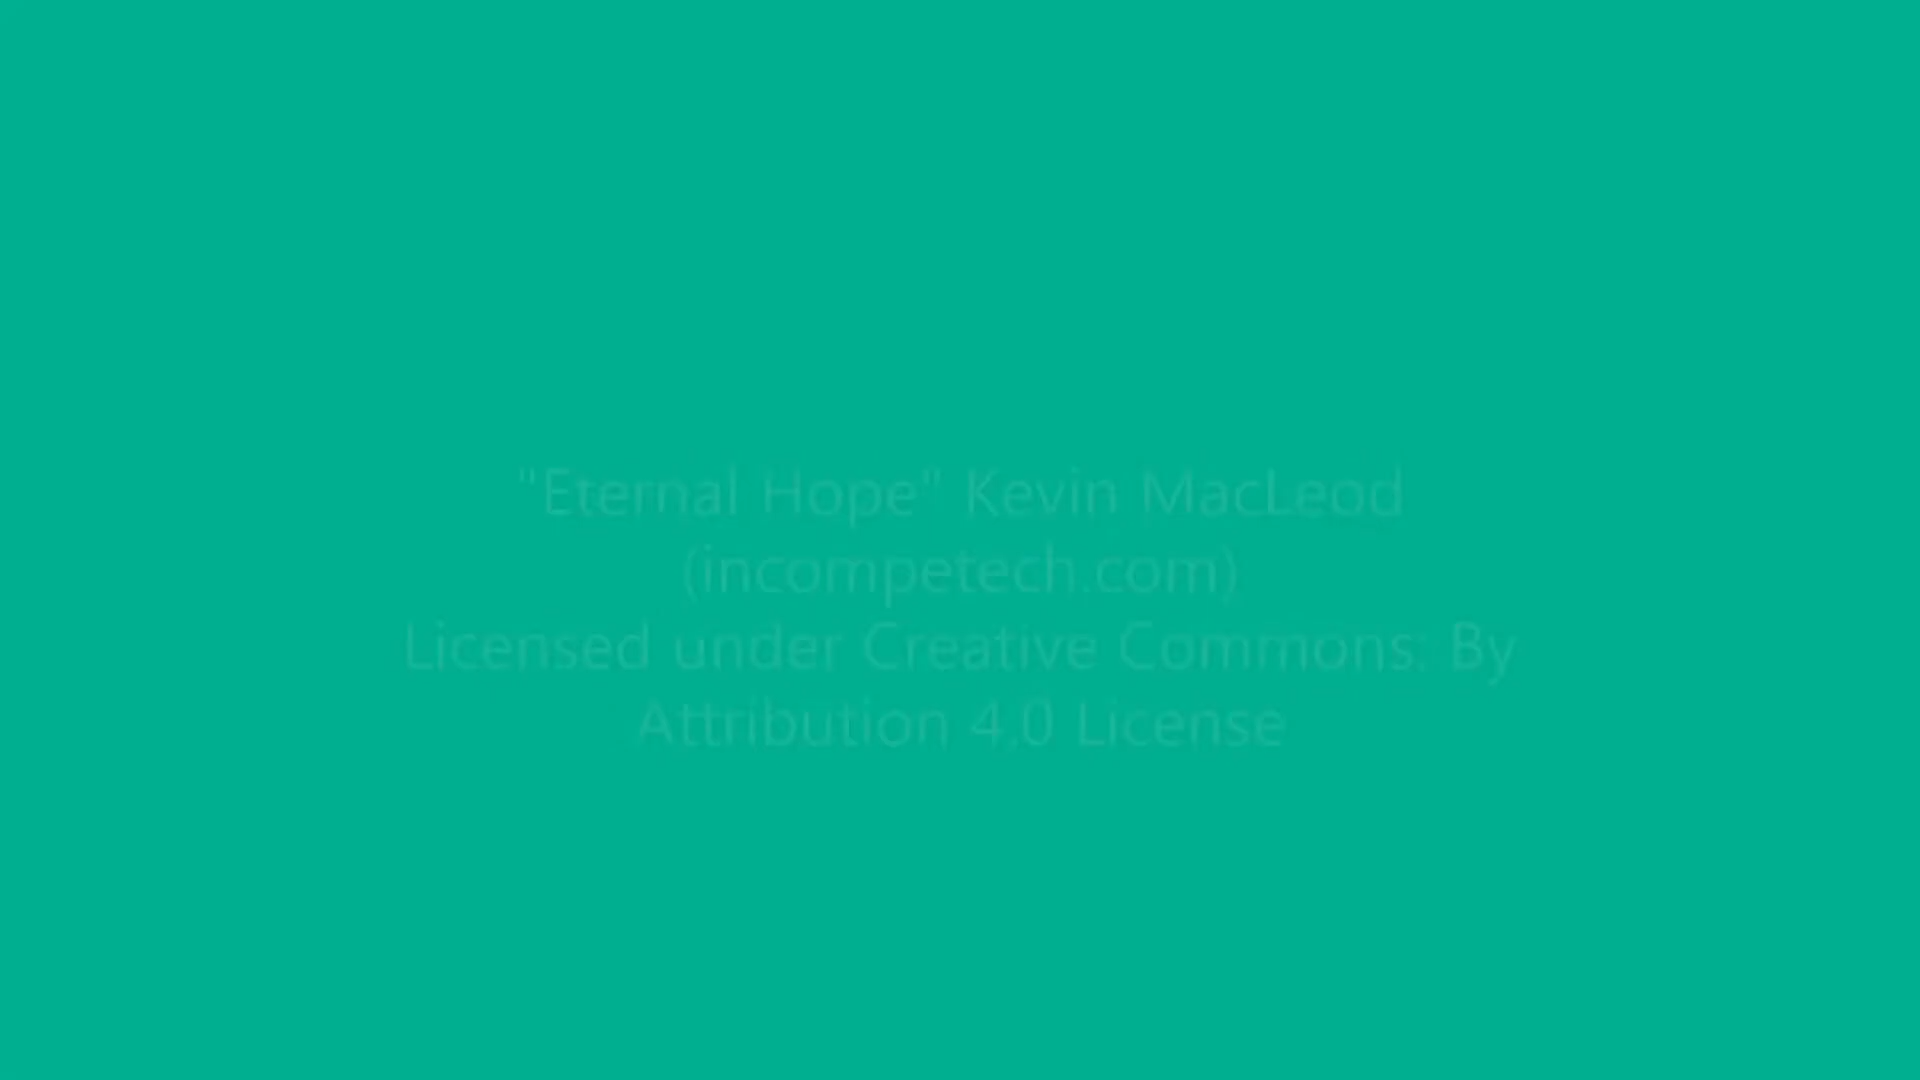 "Eternal Hope" Kevin MacLeod
(incompetech.com)
Licensed under Creative Commons: By
Attribution 4.0 License